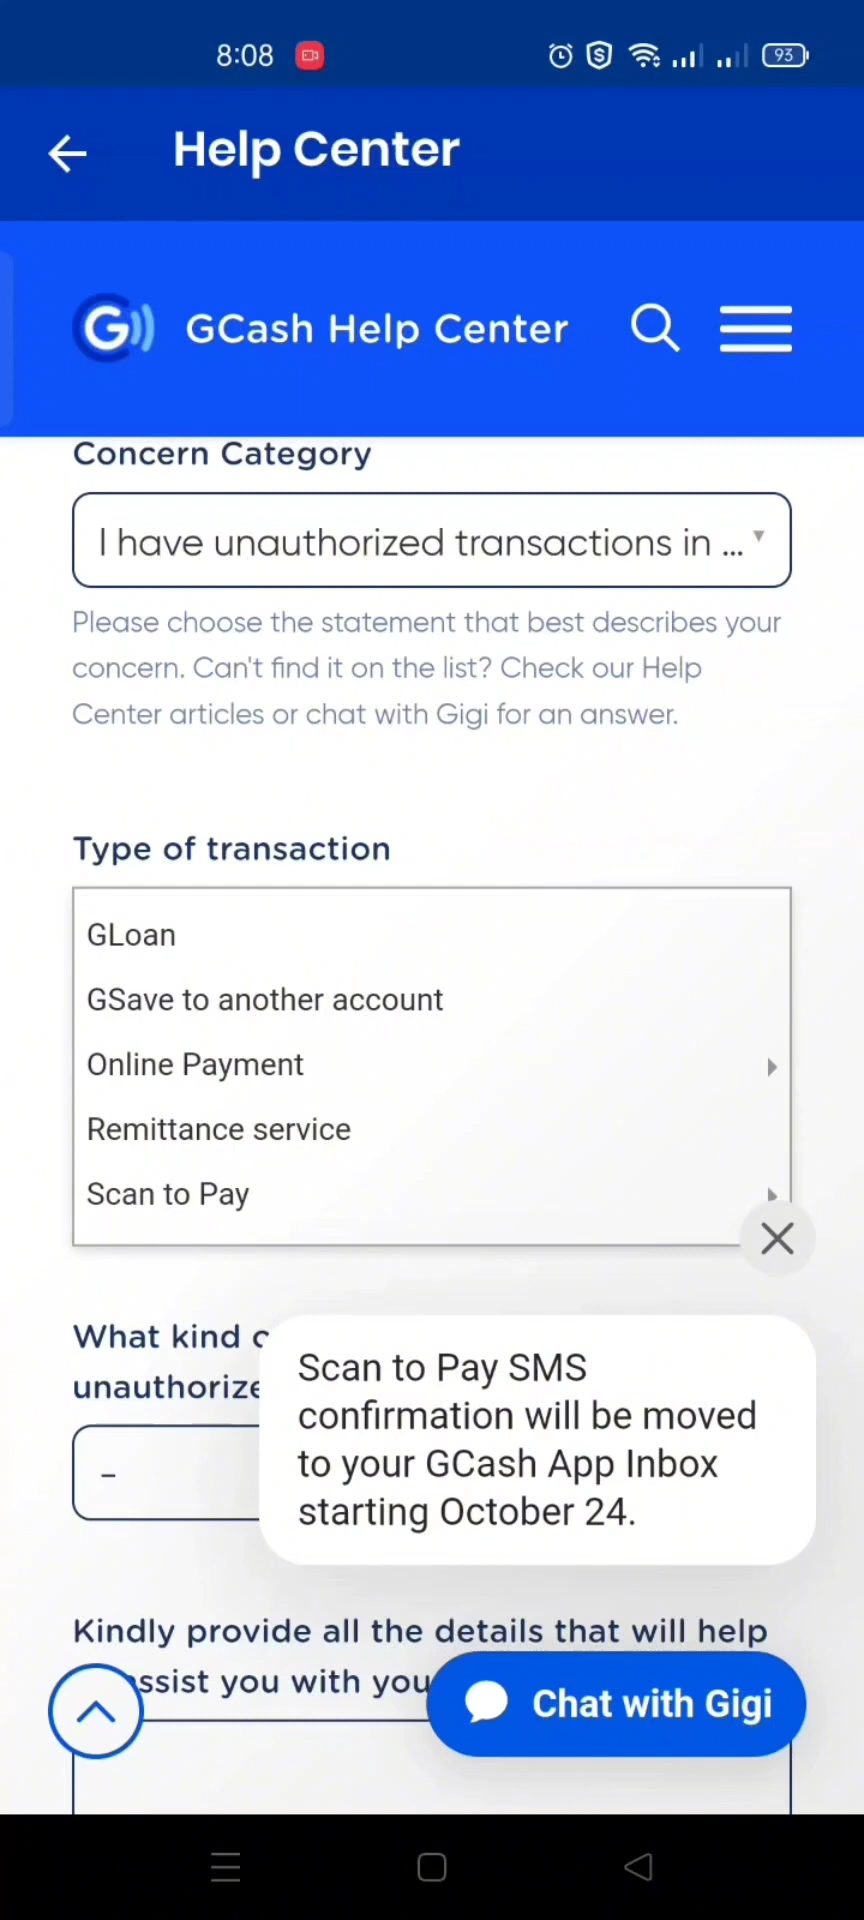 8:08
93
Help Center
GCash Help Center
Concern Category
I have unauthorized transactions in ...
Please choose the statement that best describes your
concern. Can't find it on the list? Check our Help
Center articles or chat with Gigi for an answer.
Type of transaction
GLoan
GSave to another account
Online Payment
Remittance service
Scan to Pay
What kind
unauthorize
–
Scan to Pay SMS
confirmation will be moved
to your GCash App Inbox
starting October 24.
Kindly provide all the details that will help
ssist you with you
Chat with Gigi